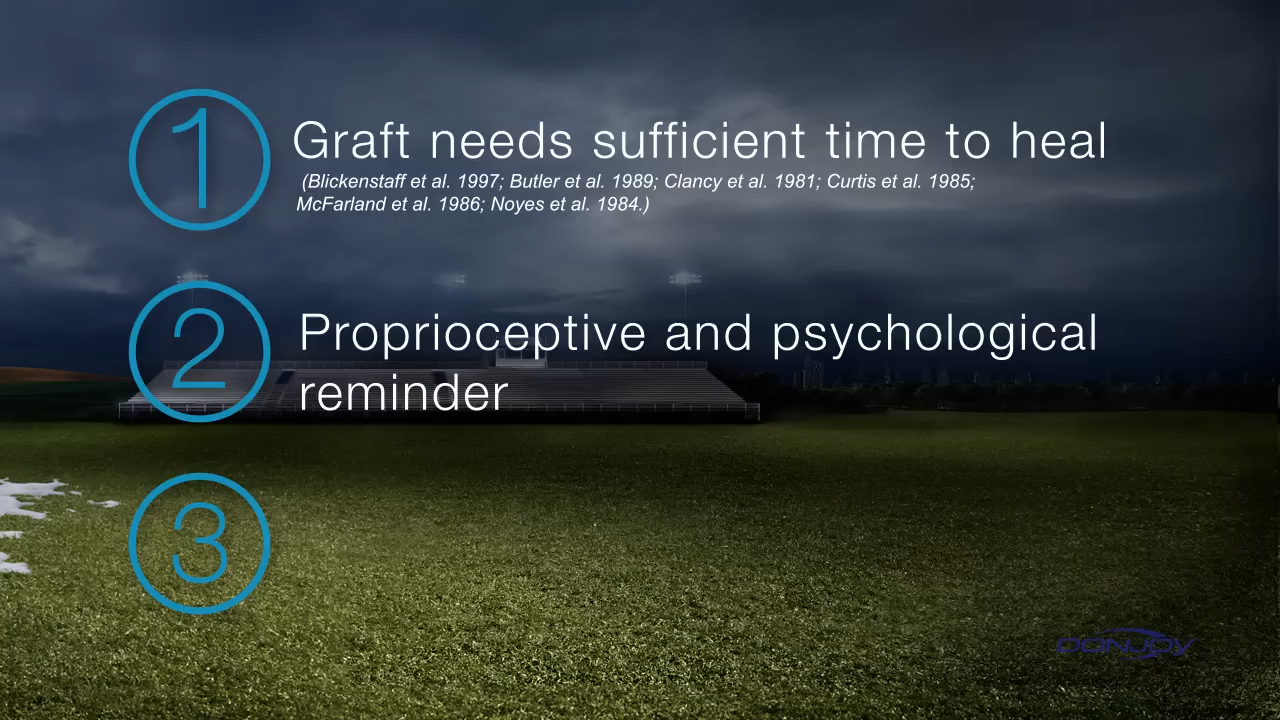 1
Graft needs sufficient time to heal
(Blickenstaff et al. 1997; Butler et al. 1989; Clancy et al. 1981; Curtis et al. 1985;
McFarland et al. 1986; Noyes et al. 1984.)
2
Proprioceptive and psychological
reminder
3
DONJOY